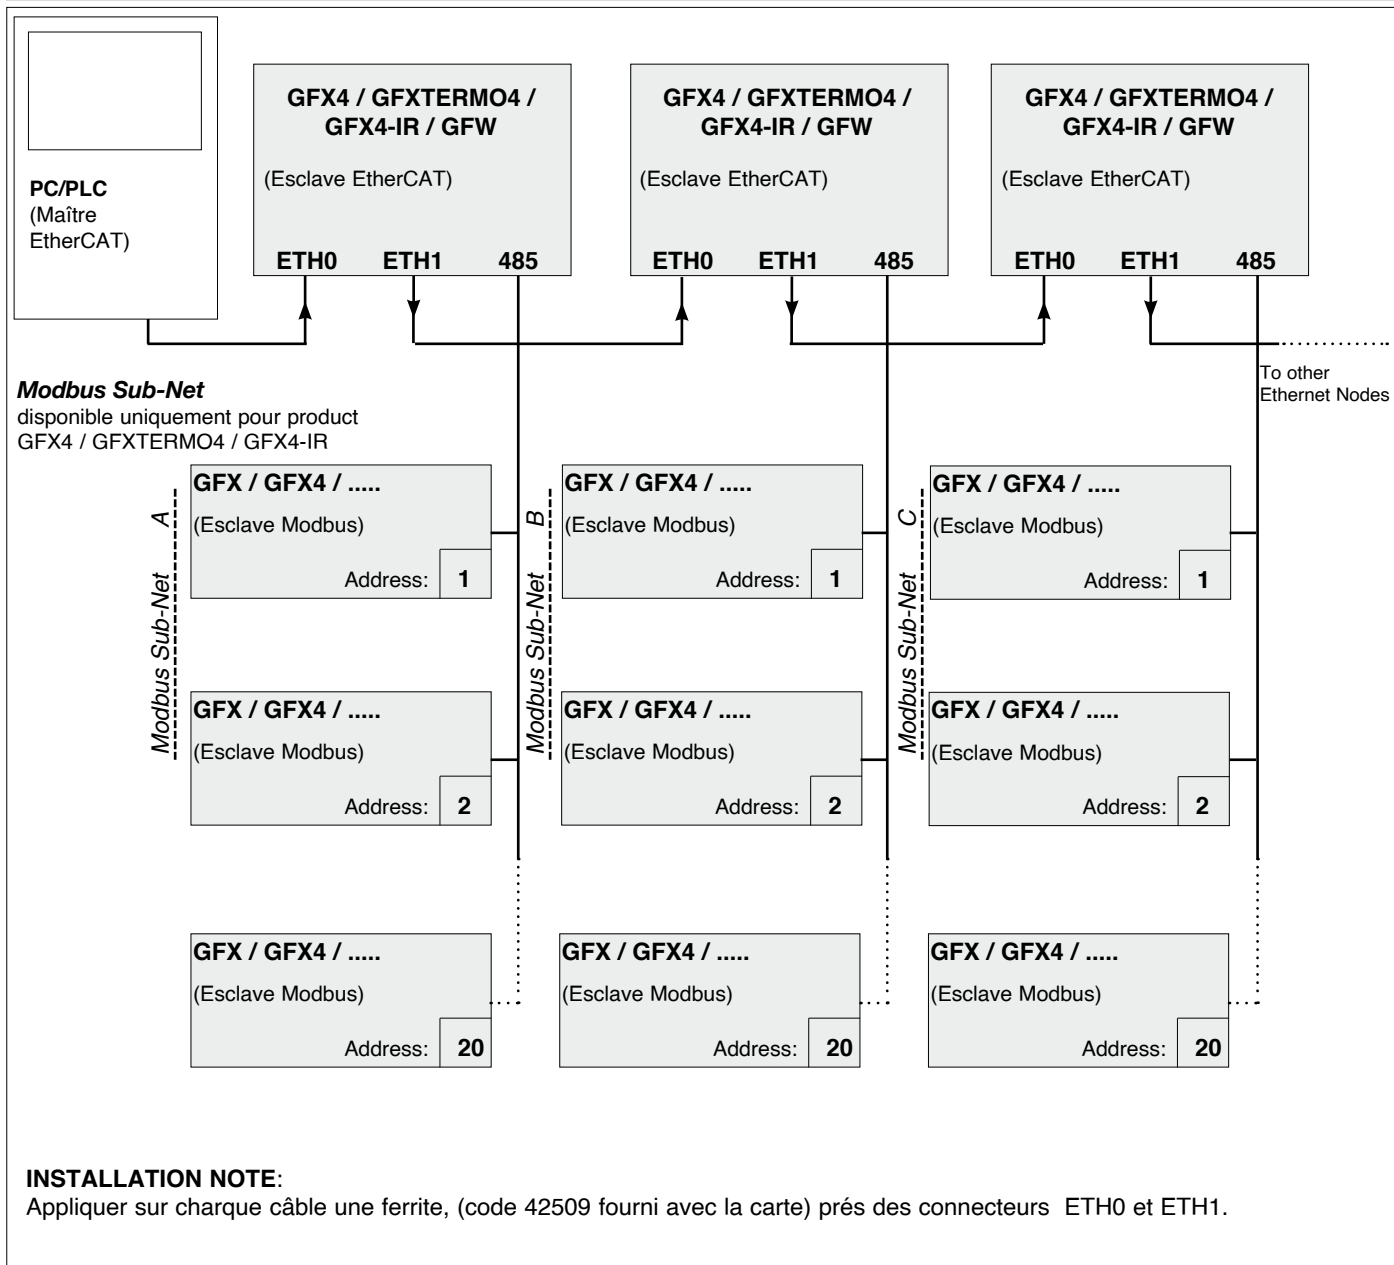 PC/PLC
(Maître
EtherCAT)
GFX4 / GFXTERMO4 /
GFX4-IR / GFW
(Esclave EtherCAT)
ETH0 ETH1 485
GFX4 / GFXTERMO4 /
GFX4-IR / GFW
(Esclave EtherCAT)
ETH0 ETH1 485
GFX4 / GFXTERMO4 /
GFX4-IR / GFW
(Esclave EtherCAT)
ETH0 ETH1 485
To other
Ethernet Nodes
Modbus Sub-Net
disponible uniquement pour product
GFX4 / GFXTERMO4 / GFX4-IR
Modbus Sub-Net A
GFX / GFX4 / .....
(Esclave Modbus)
Address: 1
GFX / GFX4 / .....
(Esclave Modbus)
Address: 2
GFX / GFX4 / .....
(Esclave Modbus)
Address: 20
Modbus Sub-Net B
GFX / GFX4 / .....
(Esclave Modbus)
Address: 1
GFX / GFX4 / .....
(Esclave Modbus)
Address: 2
GFX / GFX4 / .....
(Esclave Modbus)
Address: 20
Modbus Sub-Net C
GFX / GFX4 / .....
(Esclave Modbus)
Address: 1
GFX / GFX4 / .....
(Esclave Modbus)
Address: 2
GFX / GFX4 / .....
(Esclave Modbus)
Address: 20
INSTALLATION NOTE:
Appliquer sur charque câble une ferrite, (code 42509 fourni avec la carte) prés des connecteurs ETH0 et ETH1.